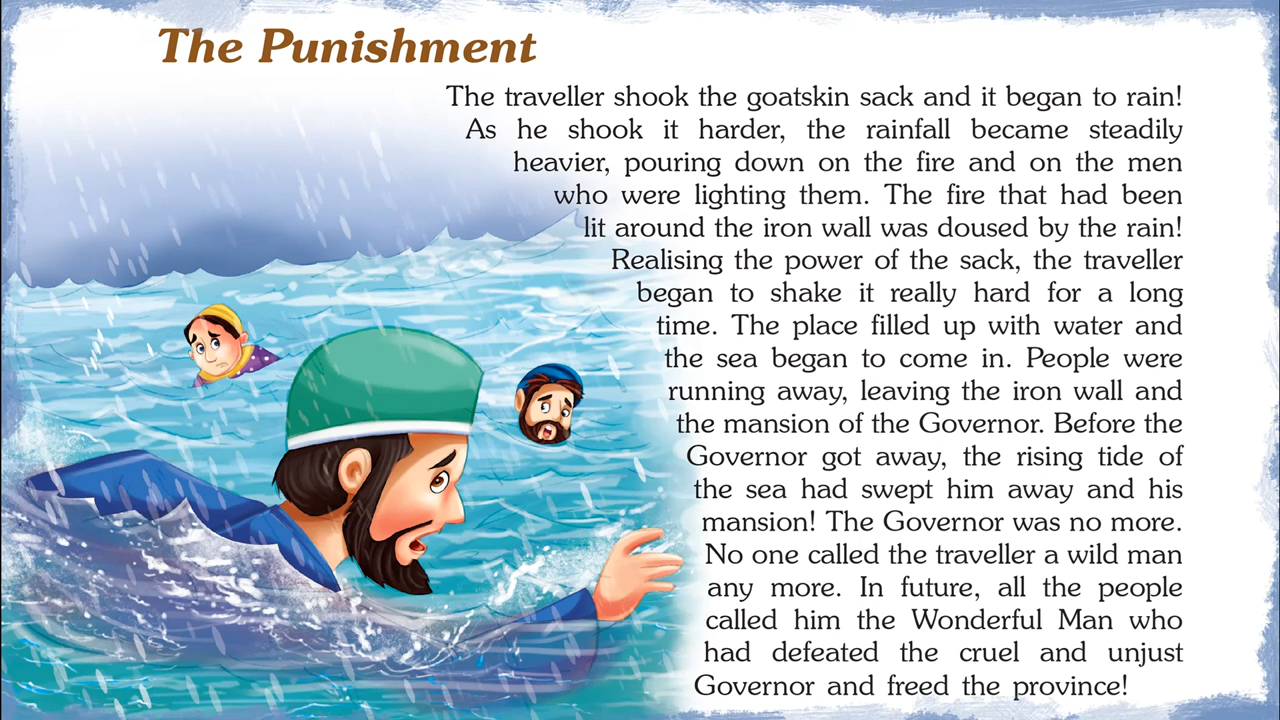 The Punishment
The traveller shook the goatskin sack and it began to rain!
As he shook it harder, the rainfall became steadily
heavier, pouring down on the fire and on the men
who were lighting them. The fire that had been
lit around the iron wall was doused by the rain!
Realising the power of the sack, the traveller
began to shake it really hard for a long
time. The place filled up with water and
the sea began to come in. People were
running away, leaving the iron wall and
the mansion of the Governor. Before the
Governor got away, the rising tide of
the sea had swept him away and his
mansion! The Governor was no more.
No one called the traveller a wild man
any more. In future, all the people
called him the Wonderful Man who
had defeated the cruel and unjust
Governor and freed the province!